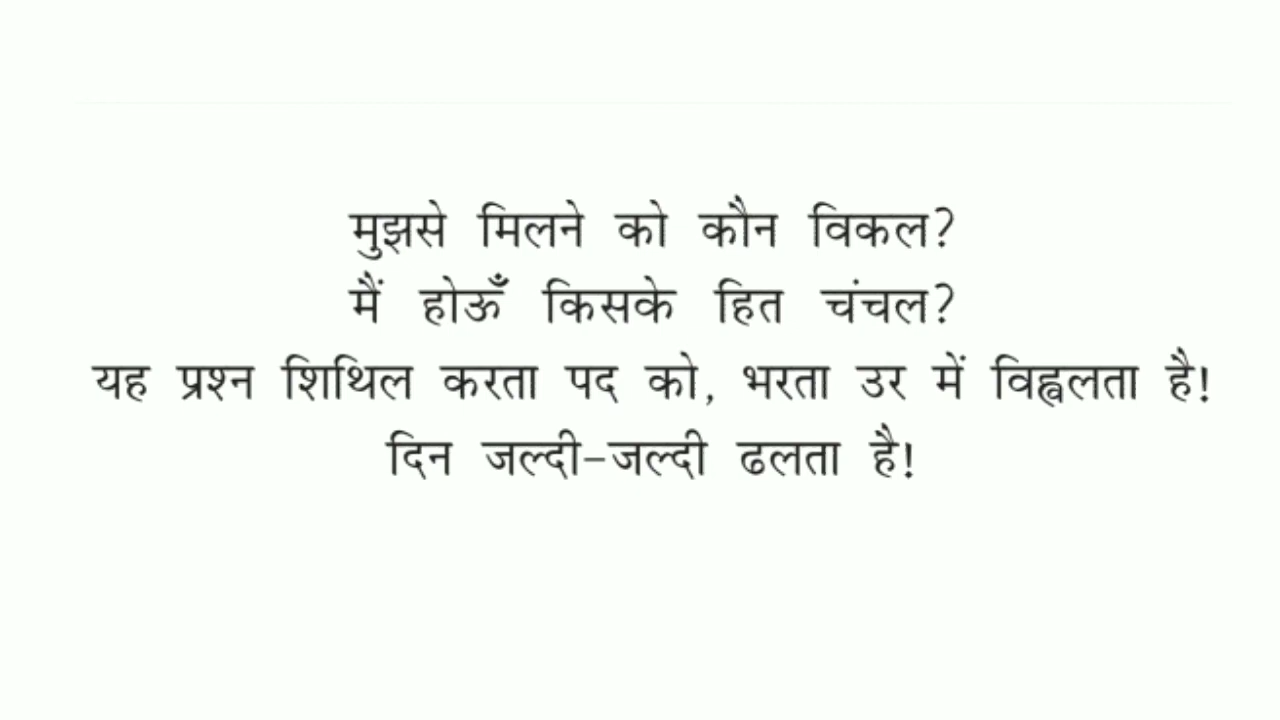 मुझसे मिलने को कौन विकल?
मैं होऊँ किसके हित चंचल?
यह प्रश्न शिथिल करता पद को, भरता उर में विह्वलता है!
दिन जल्दी-जल्दी ढलता है!